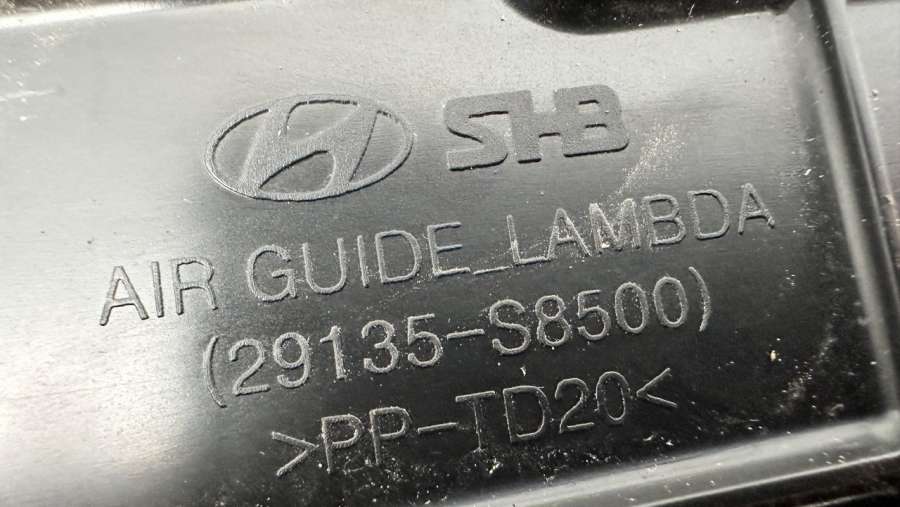 SHB
AIR GUIDE_LAMBDA
(29135-S8500)
>PP-TD20<